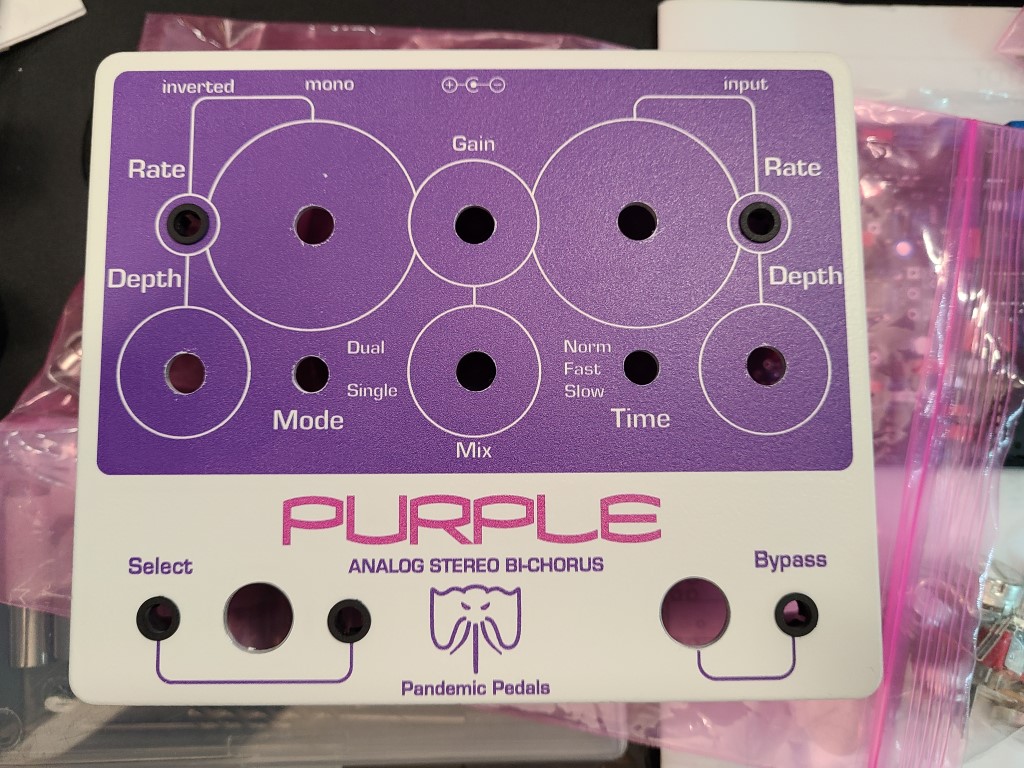 inverted
mono
input
Gain
Rate
Rate
Depth
Depth
Dual
Single
Mode
Norm
Fast
Slow
Time
Mix
PURPLE
ANALOG STEREO BI-CHORUS
Select
Bypass
Pandemic Pedals